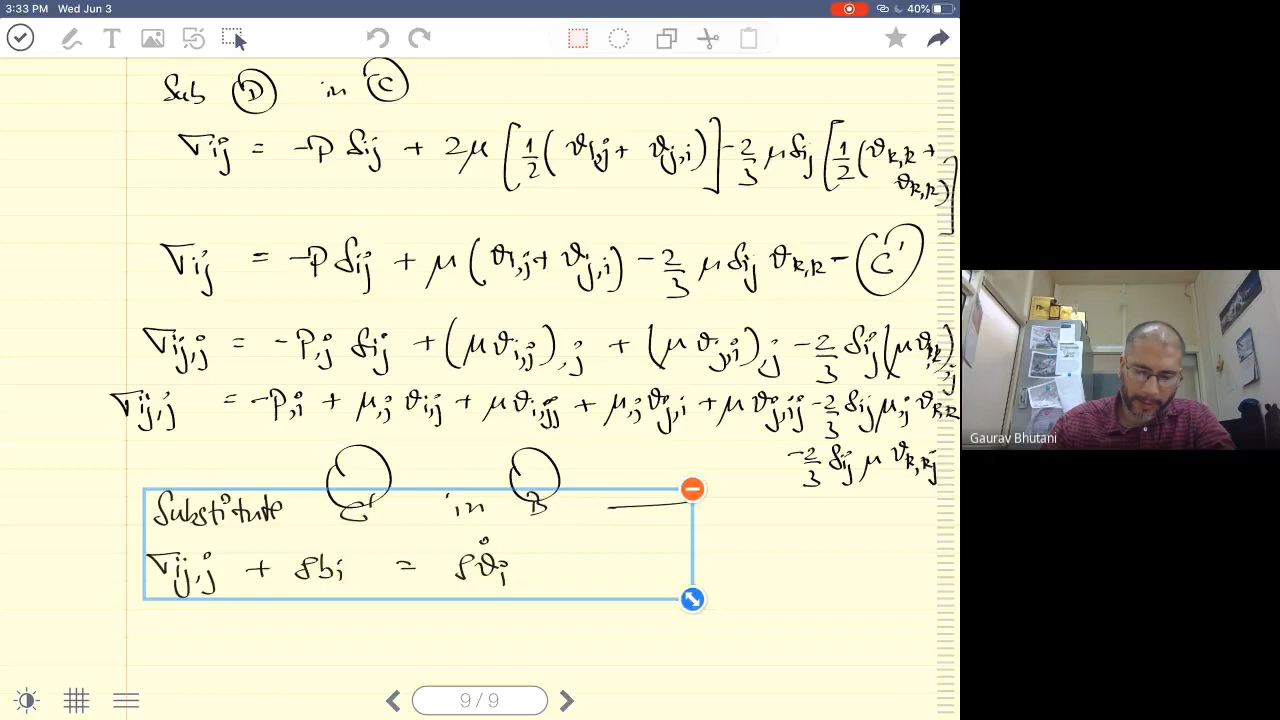 3:33 PM Wed Jun 3
40%
Sub (D) in (C)
σij = -P δij + 2μ [1/2 (vi,j + vj,i)] - 2/3 μ δij [1/2 (vk,k + vk,k)]
σij = -P δij + μ (vi,j + vj,i) - 2/3 μ δij vk,k - (C')
σij,j = -P,j δij + (μ vi,j),j + (μ vj,i),j - 2/3 δij (μ vk,k),j
σij,j = -P,i + μ,j vi,j + μ vi,jj + μ,j vj,i + μ vj,ij - 2/3 δij μ,j vk,k
- 2/3 δij μ vk,kj
Substitute C' in B
σij,j + ρbi = ρv̇i
9 / 9
Gaurav Bhutani